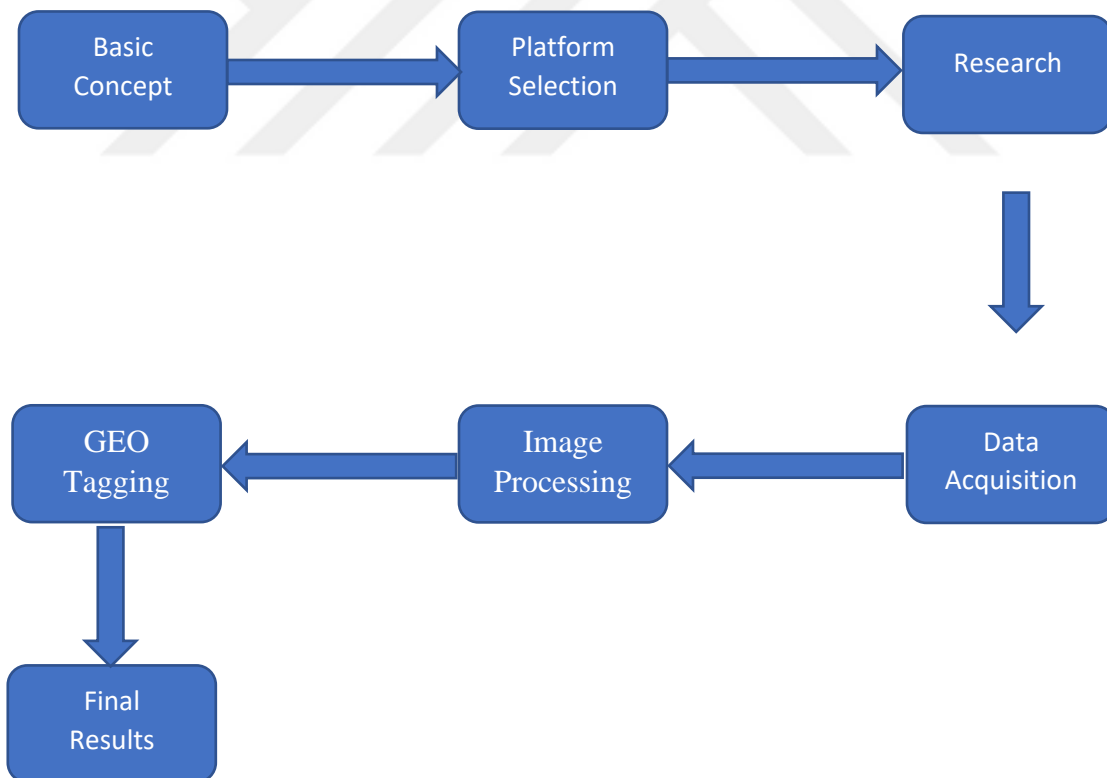 Basic
Concept
Platform
Selection
Research
Data
Acquisition
Image
Processing
GEO
Tagging
Final
Results